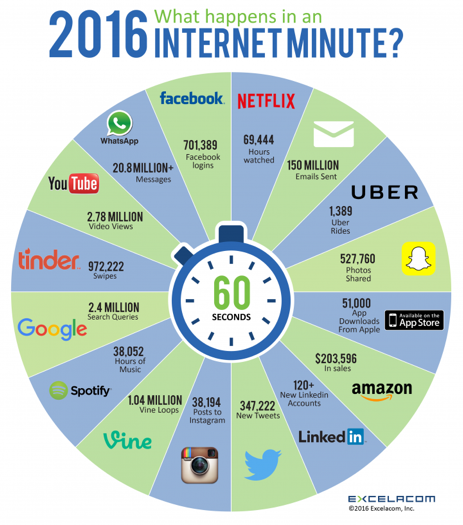 2016 What happens in an
INTERNET MINUTE?
facebook
701,389
Facebook
logins
NETFLIX
69,444
Hours
watched
150 MILLION
Emails Sent
UBER
1,389
Uber
Rides
527,760
Photos
Shared
51,000
App
Downloads
From Apple
Available on the
App Store
$203,596
In sales
amazon
120+
New Linkedin
Accounts
Linked in
347,222
New Tweets
38,194
Posts to
Instagram
1.04 MILLION
Vine Loops
Vine
38,052
Hours of
Music
Spotify
2.4 MILLION
Search Queries
Google
tinder
972,222
Swipes
2.78 MILLION
Video Views
YouTube
WhatsApp
20.8 MILLION+
Messages
60
SECONDS
EXCELACOM
©2016 Excelacom, Inc.